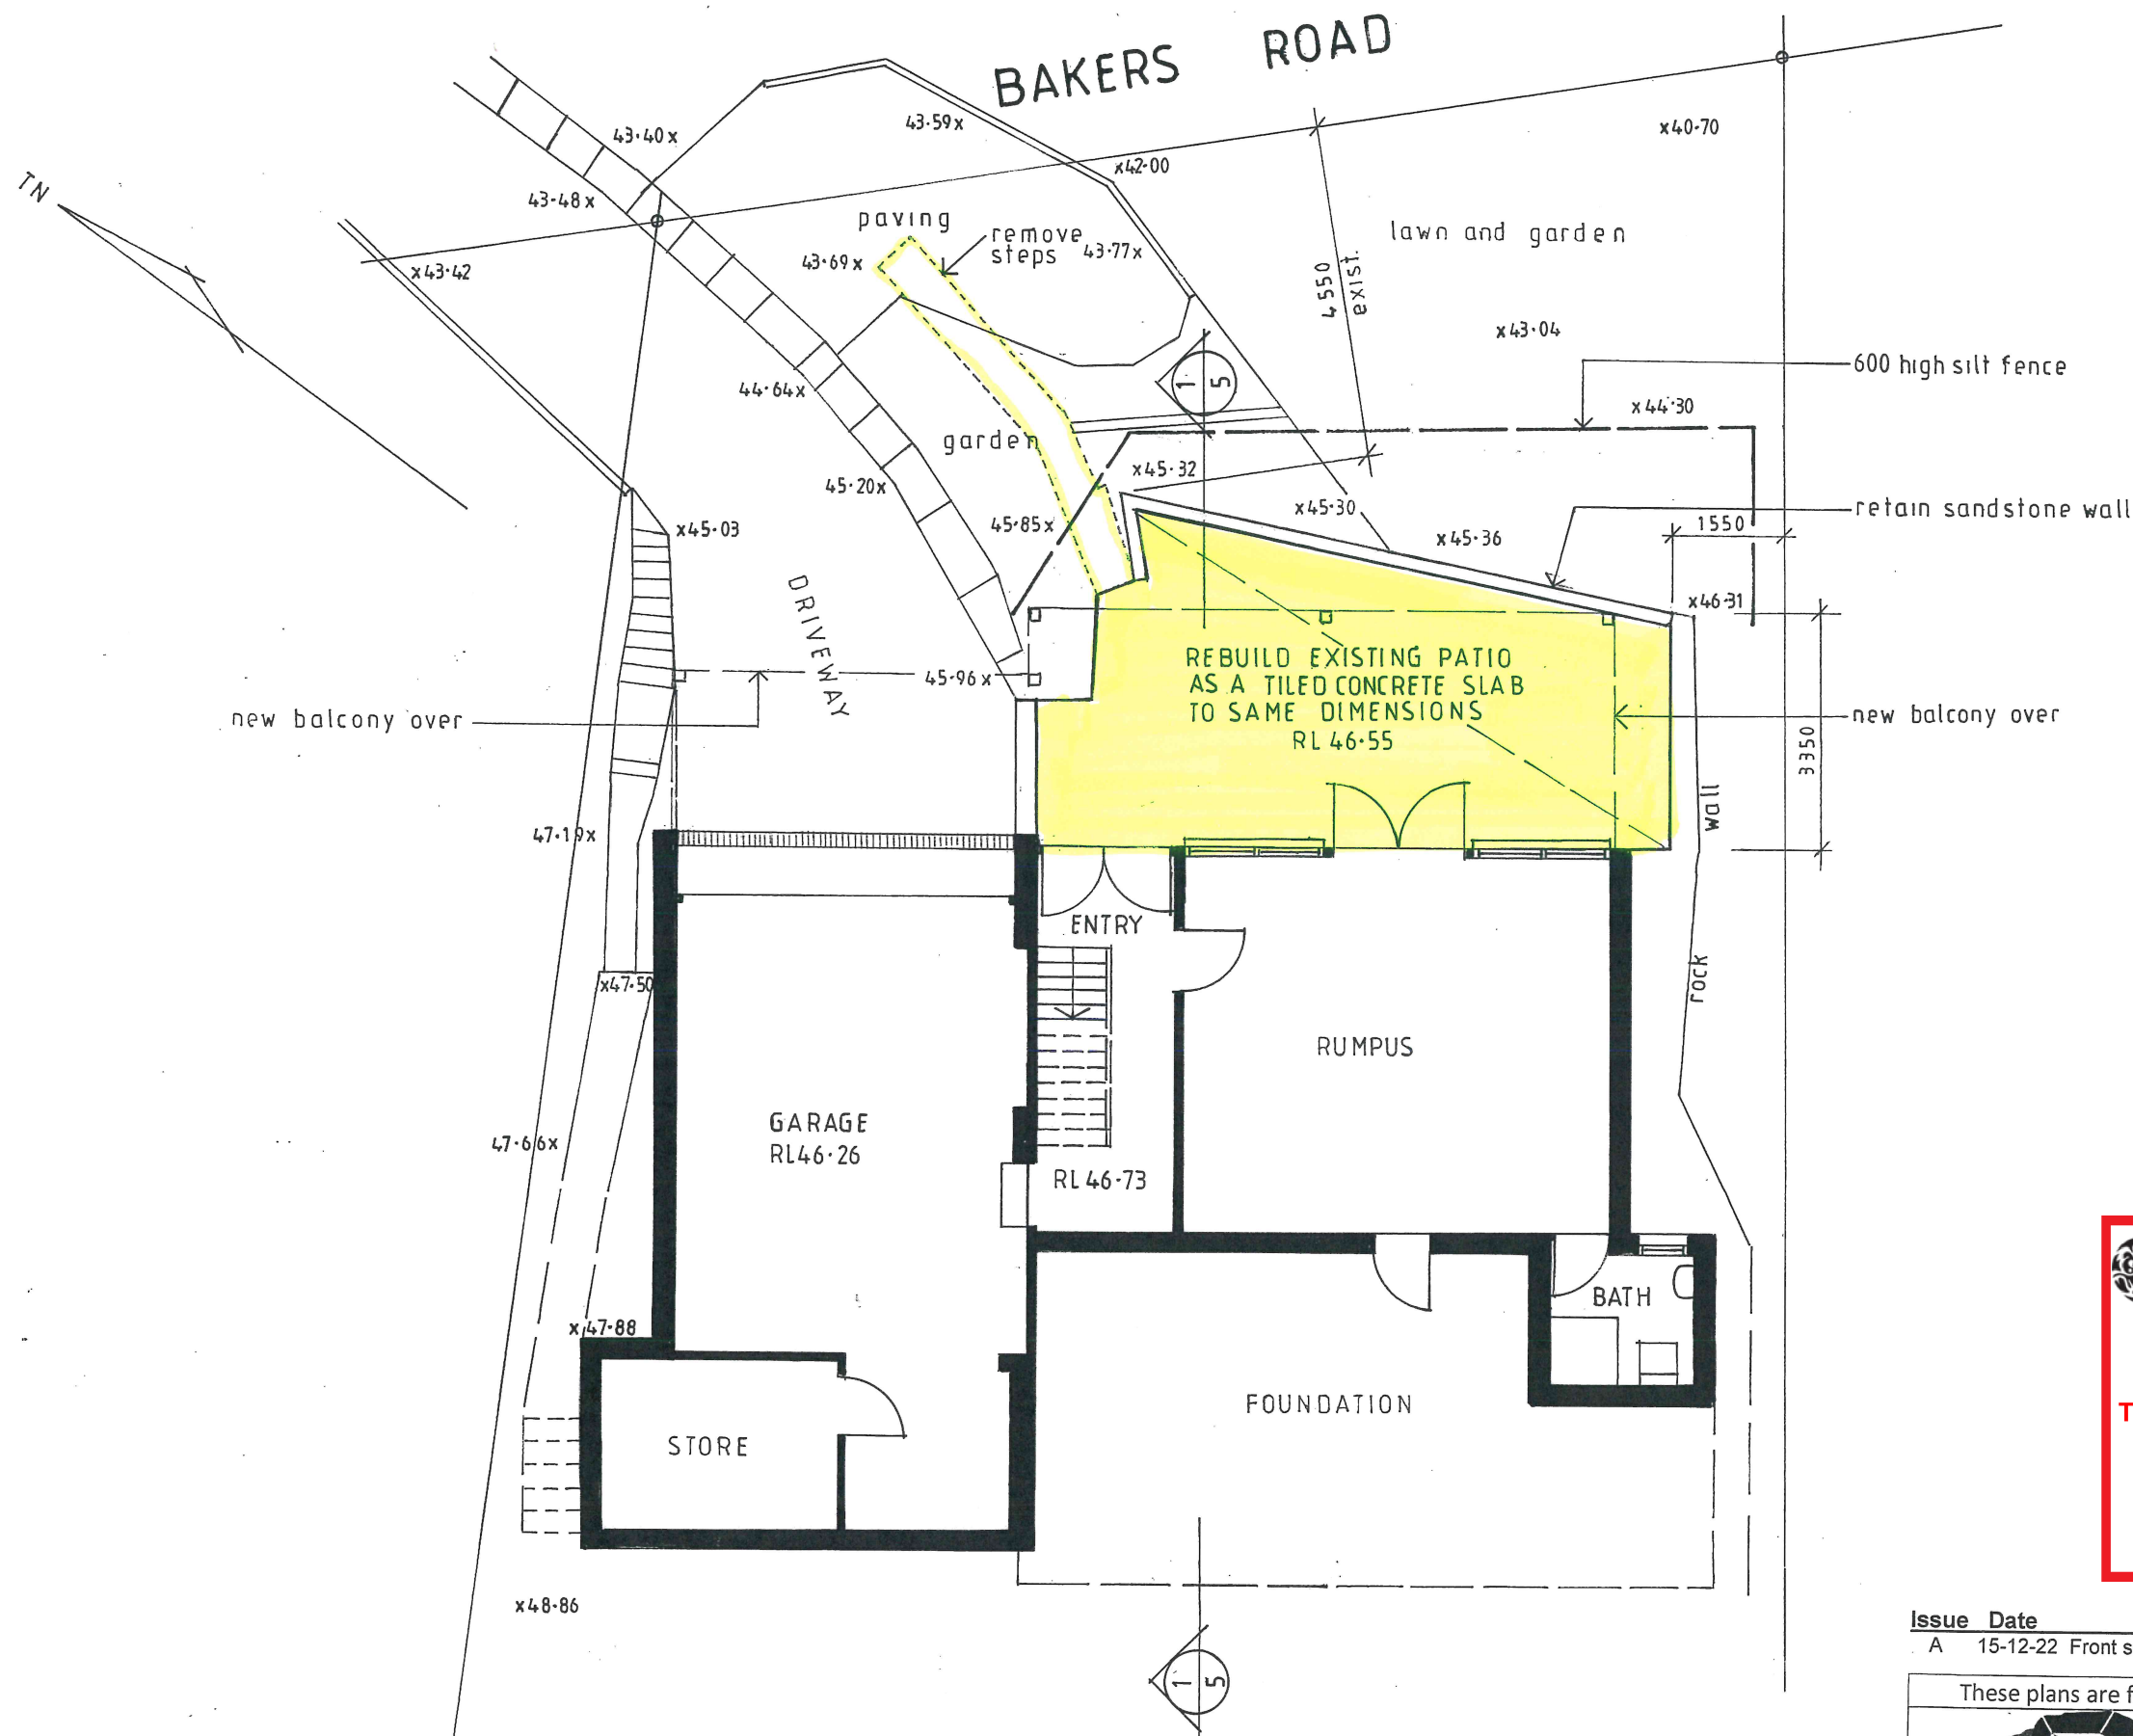 BAKERS ROAD
TN
43·40x
43·59x
x42·00
x40·70
43·48x
x43·42
paving
remove
steps
43·69x
43·77x
lawn and garden
4550
exist.
x43·04
600 high silt fence
44·64x
garden
x44·30
45·20x
x45·32
1
5
45·85x
x45·30
x45·36
retain sandstone wall
1550
x45·03
x46·31
DRIVEWAY
45·96x
REBUILD EXISTING PATIO
AS A TILED CONCRETE SLAB
TO SAME DIMENSIONS
RL 46·55
new balcony over
new balcony over
3350
rock wall
47·19x
ENTRY
x47·50
RUMPUS
GARAGE
RL46·26
47·66x
RL 46·73
BATH
x47·88
FOUNDATION
STORE
x48·86
1
5
T
Issue Date
A 15-12-22 Front s
These plans are f